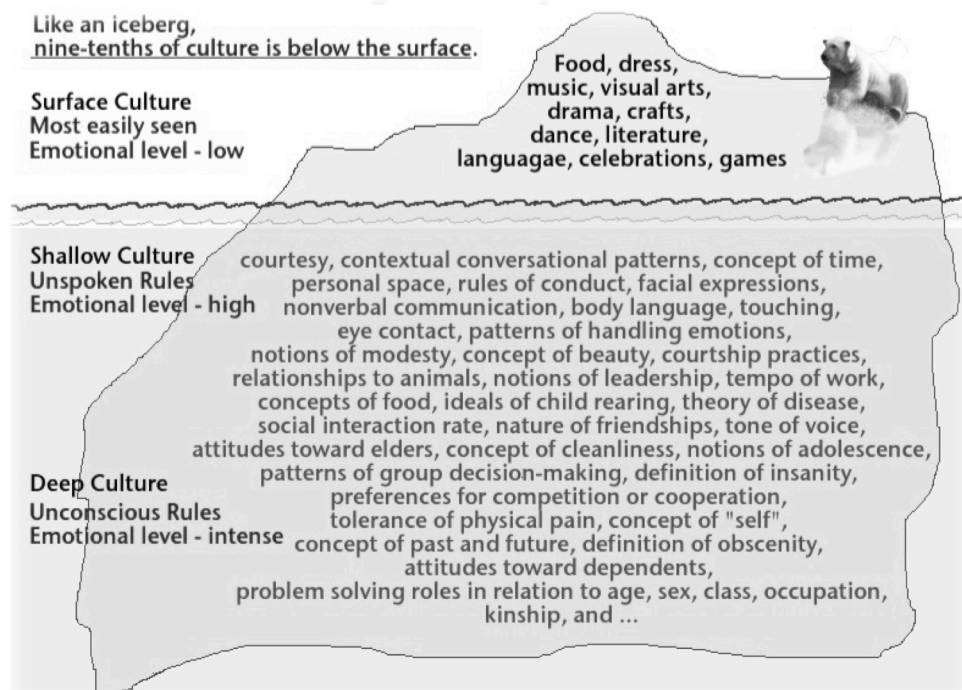 Like an iceberg,
nine-tenths of culture is below the surface.
Surface Culture
Most easily seen
Emotional level - low
Food, dress,
music, visual arts,
drama, crafts,
dance, literature,
languagae, celebrations, games
Shallow Culture
Unspoken Rules
Emotional level - high
courtesy, contextual conversational patterns, concept of time,
personal space, rules of conduct, facial expressions,
nonverbal communication, body language, touching,
eye contact, patterns of handling emotions,
notions of modesty, concept of beauty, courtship practices,
relationships to animals, notions of leadership, tempo of work,
concepts of food, ideals of child rearing, theory of disease,
social interaction rate, nature of friendships, tone of voice,
attitudes toward elders, concept of cleanliness, notions of adolescence,
patterns of group decision-making, definition of insanity,
preferences for competition or cooperation,
tolerance of physical pain, concept of "self",
concept of past and future, definition of obscenity,
attitudes toward dependents,
problem solving roles in relation to age, sex, class, occupation,
kinship, and ...
Deep Culture
Unconscious Rules
Emotional level - intense